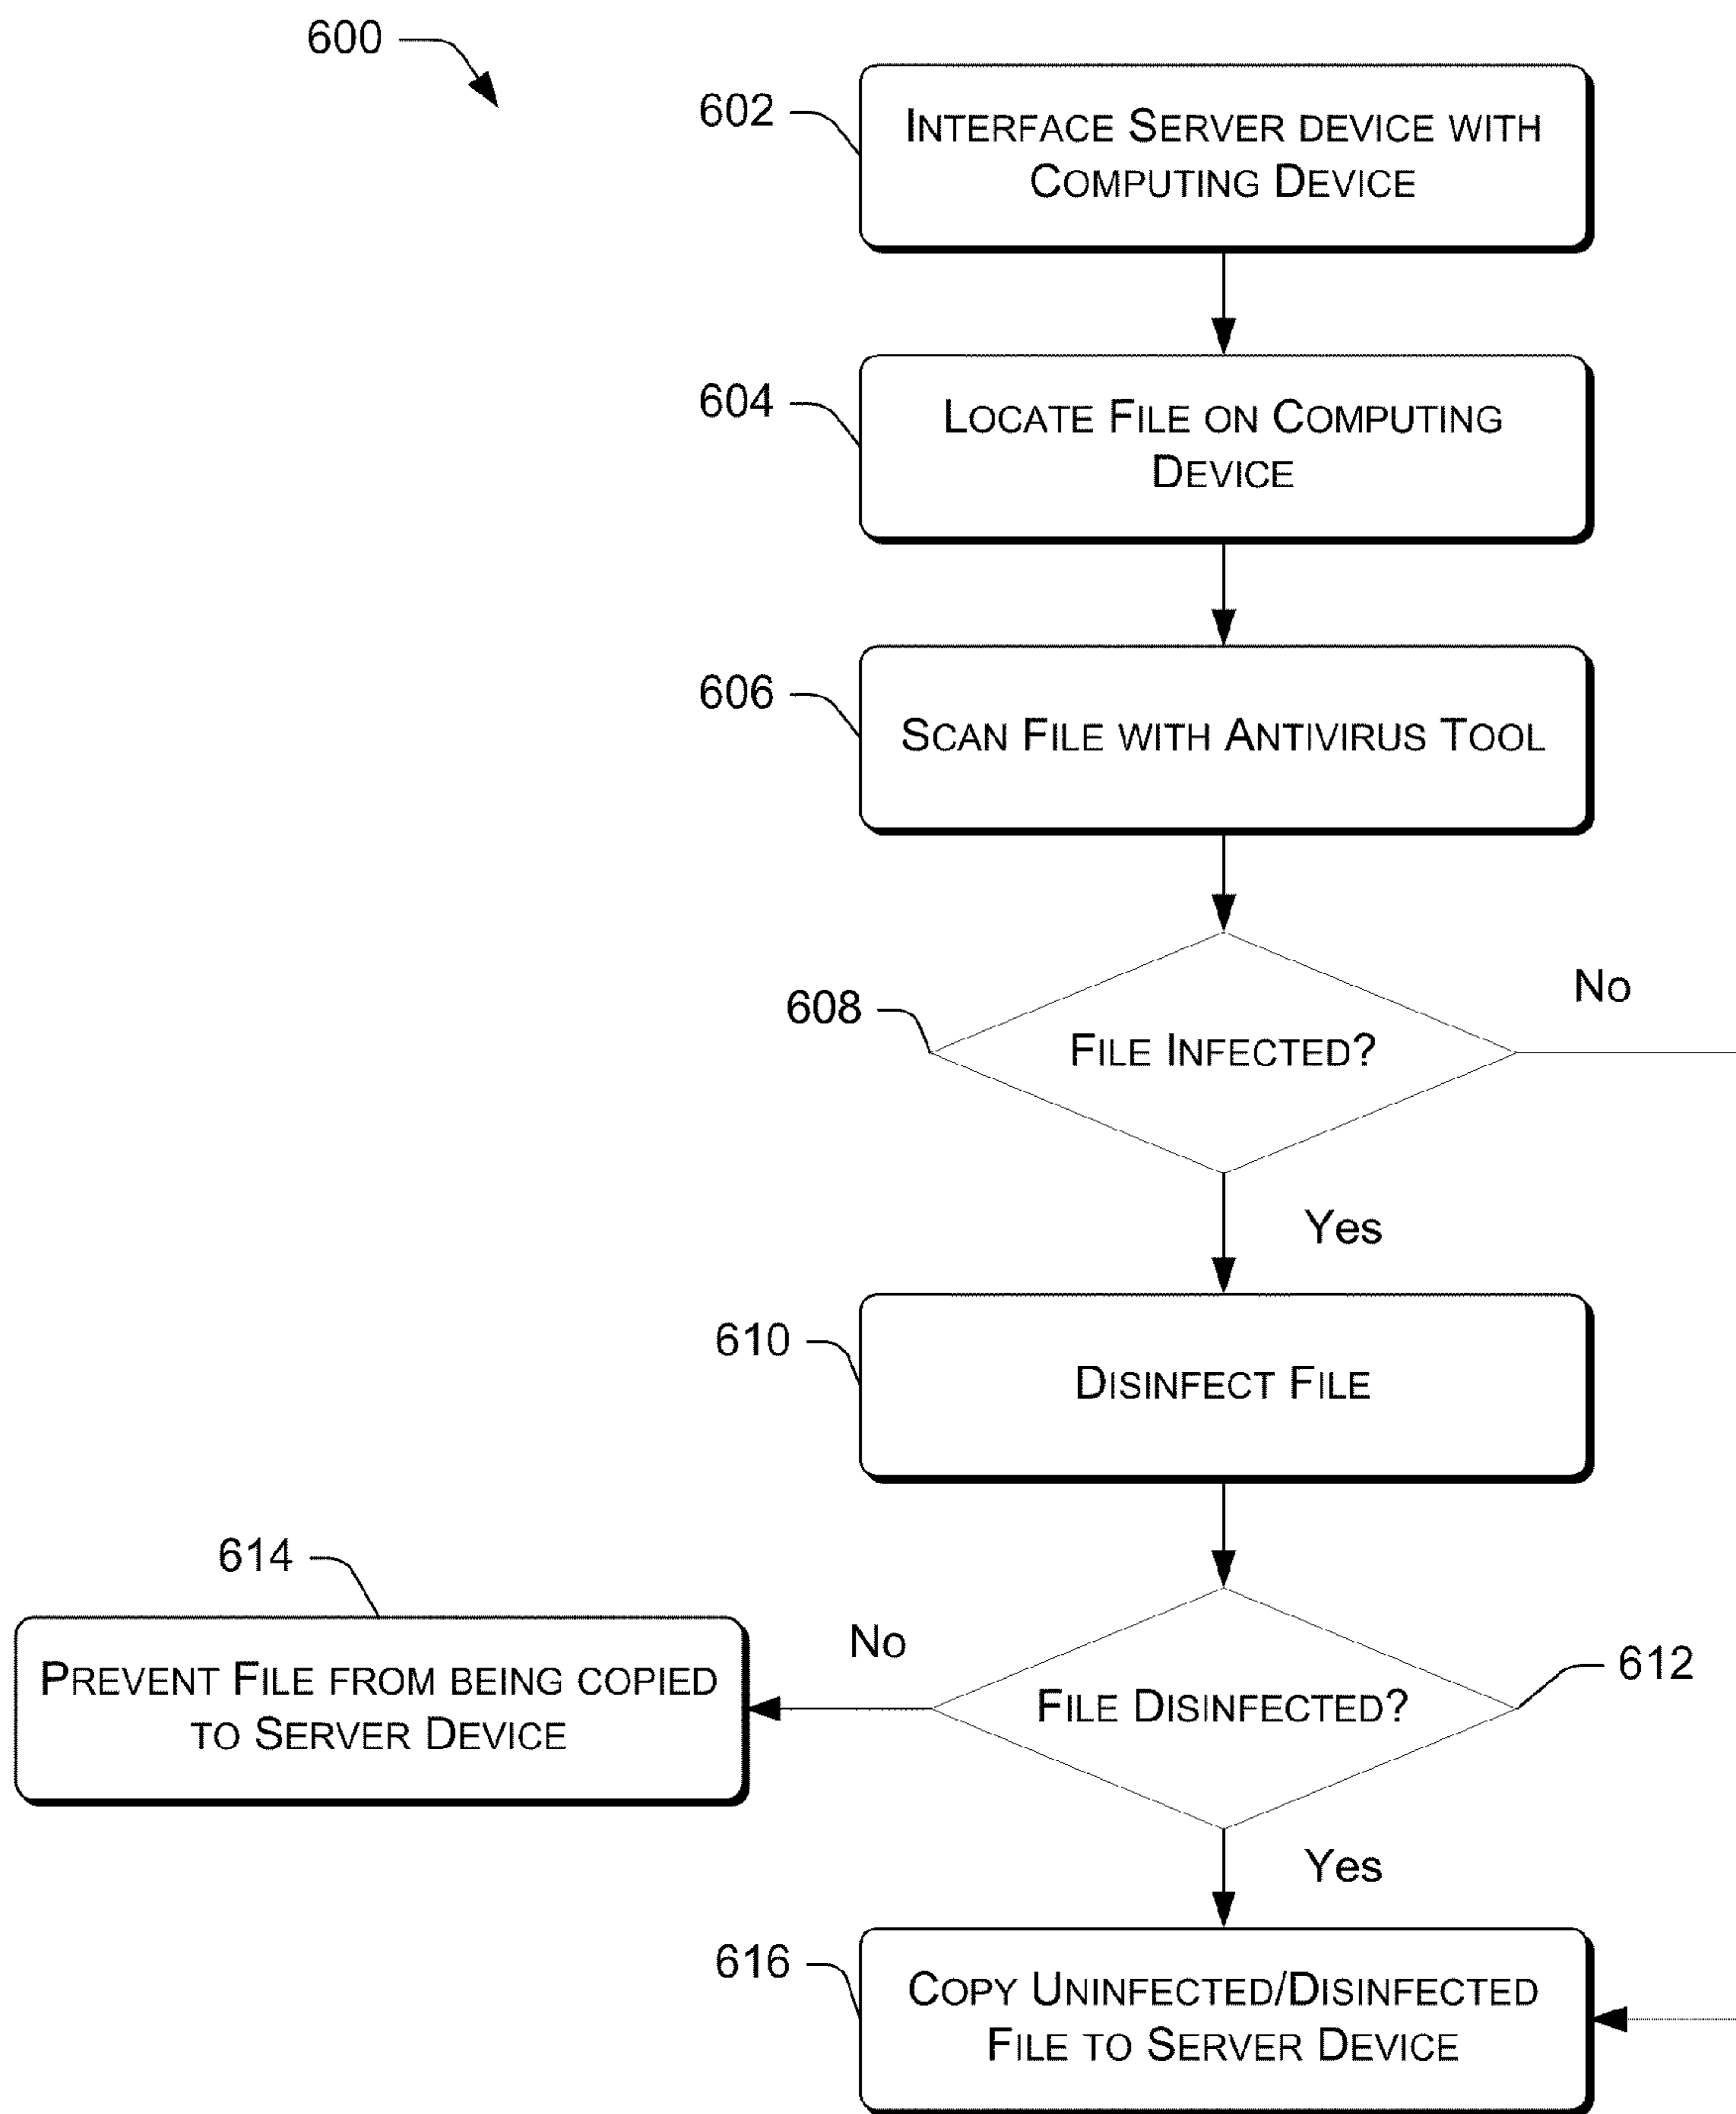 600
602
INTERFACE SERVER DEVICE WITH
COMPUTING DEVICE
604
LOCATE FILE ON COMPUTING
DEVICE
606
SCAN FILE WITH ANTIVIRUS TOOL
608
FILE INFECTED?
No
Yes
610
DISINFECT FILE
614
PREVENT FILE FROM BEING COPIED
TO SERVER DEVICE
No
FILE DISINFECTED?
612
Yes
616
COPY UNINFECTED/DISINFECTED
FILE TO SERVER DEVICE